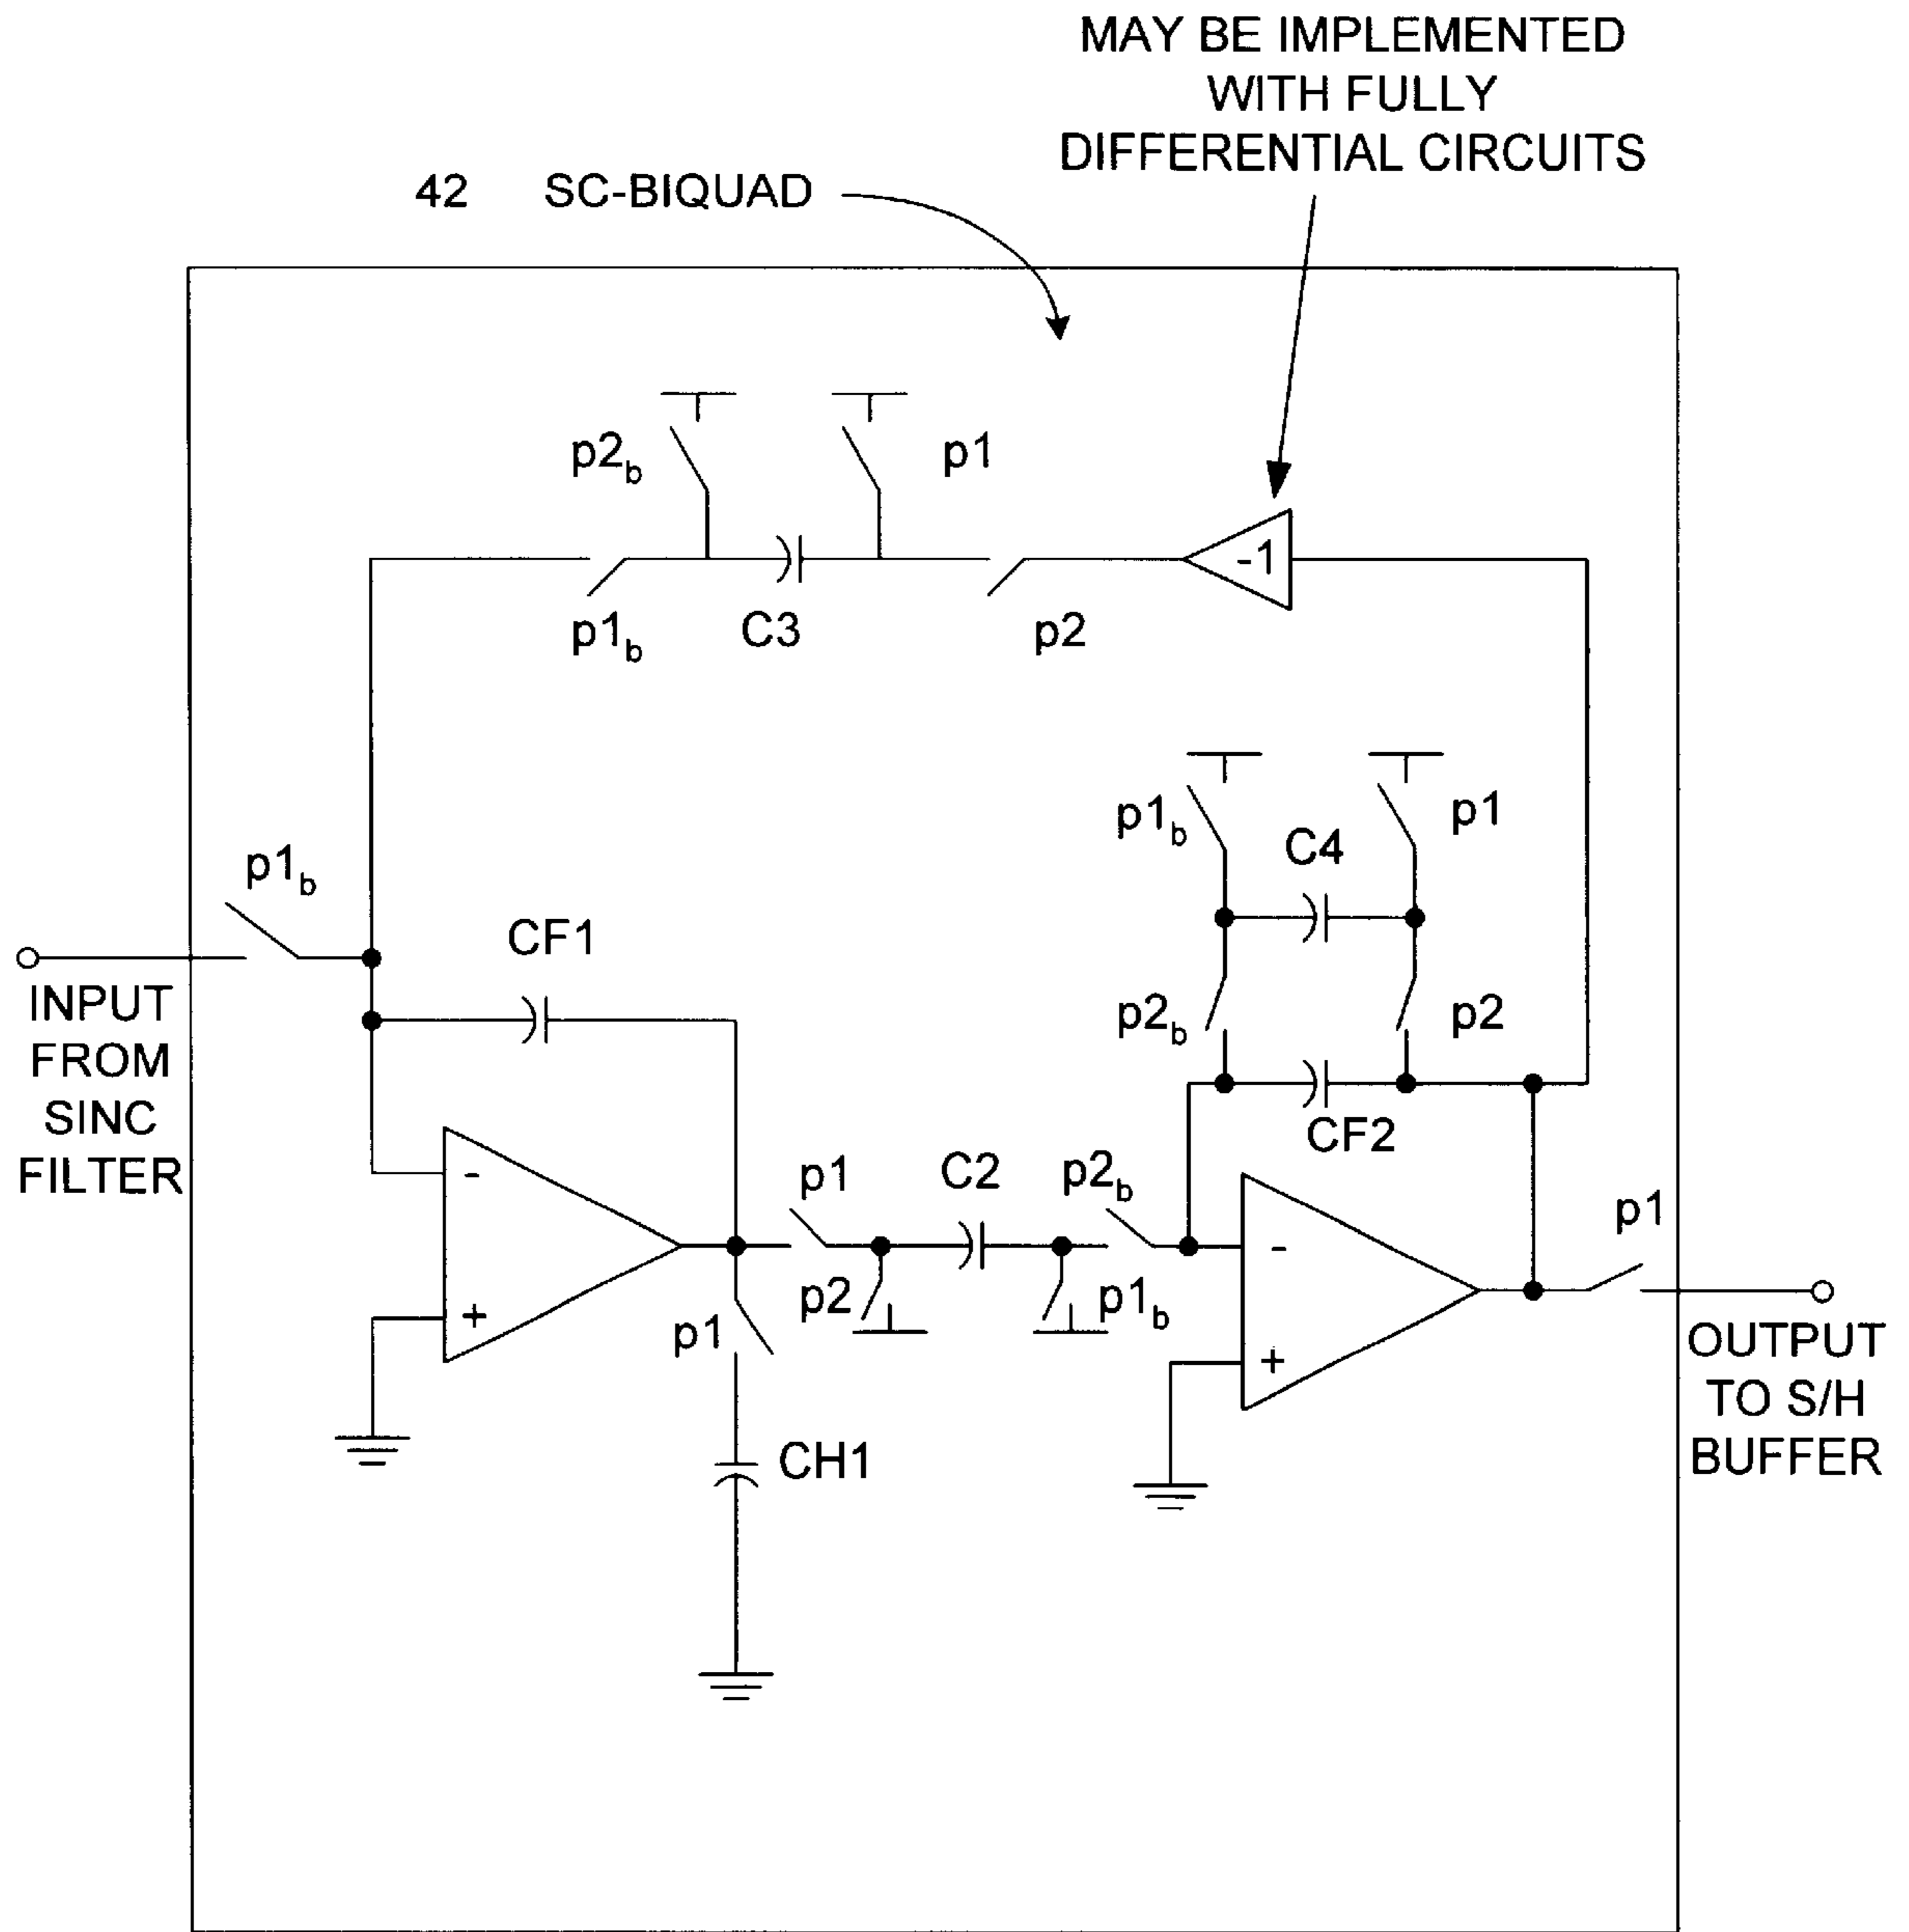 MAY BE IMPLEMENTED
WITH FULLY
DIFFERENTIAL CIRCUITS
42 SC-BIQUAD
p2b
p1
-1
p1b
C3
p2
p1b
C4
p1
p1b
CF1
p2b
p2
INPUT
FROM
SINC
FILTER
CF2
-
p1
C2
p2b
p1
-
+
p1
p2
p1b
+
OUTPUT
TO S/H
BUFFER
CH1